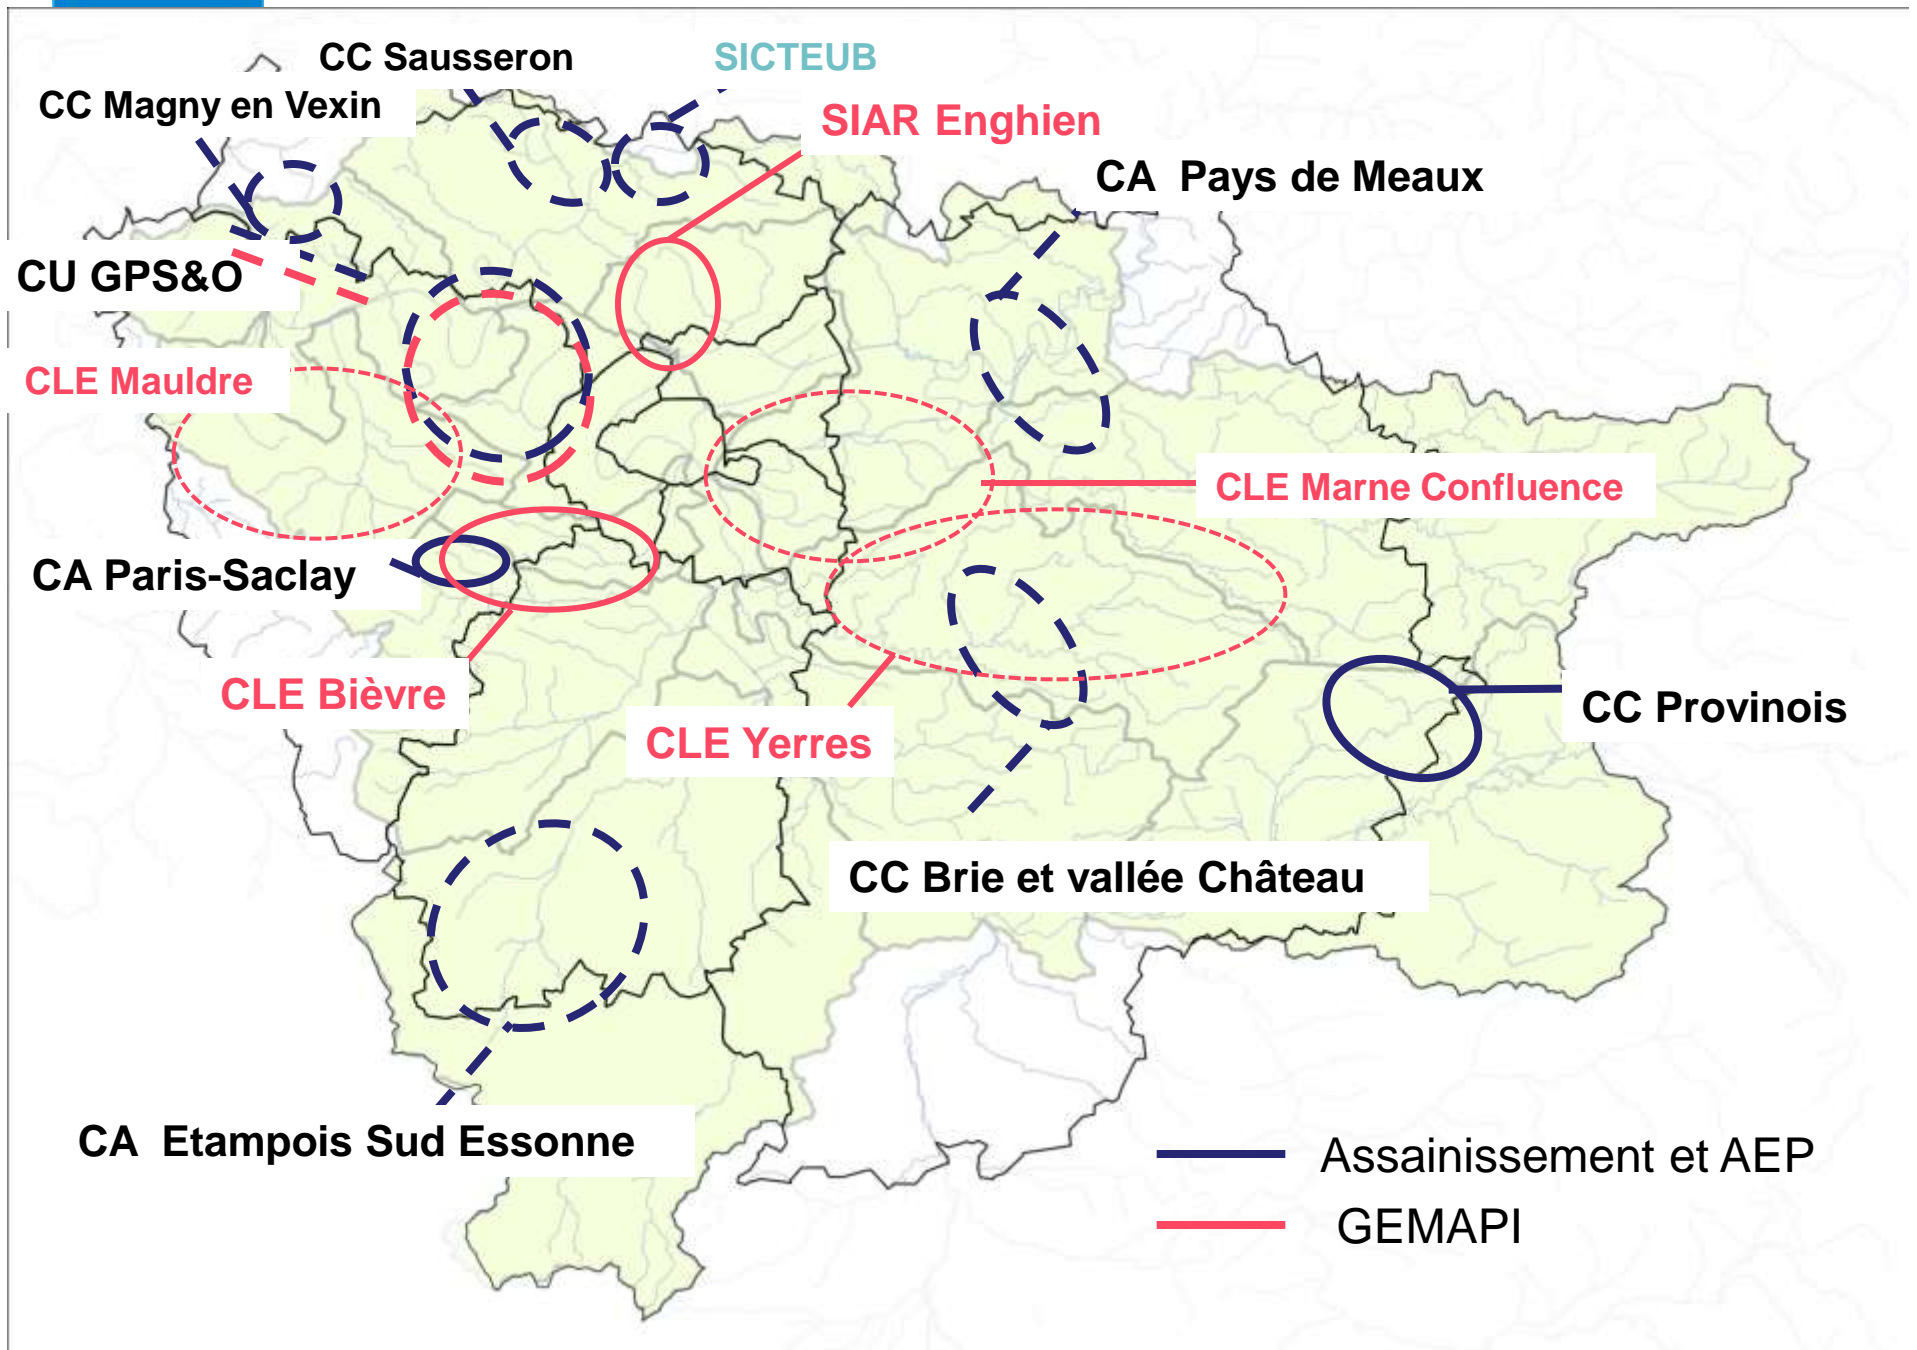 CC Sausseron
SICTEUB
CC Magny en Vexin
SIAR Enghien
CA Pays de Meaux
CU GPS&O
CLE Mauldre
CLE Marne Confluence
CA Paris-Saclay
CLE Bièvre
CC Provinois
CLE Yerres
CC Brie et vallée Château
CA Etampois Sud Essonne
Assainissement et AEP
GEMAPI